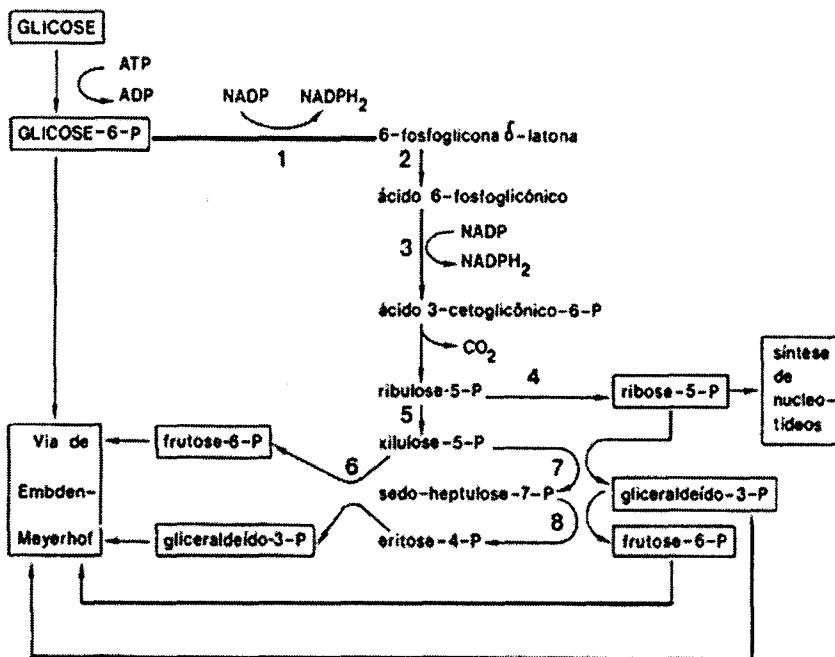 GLICOSE
ATP
ADP
NADP NADPH2
GLICOSE-6-P
6-fosfoglicona δ-latona
1
2
ácido 6-fosfoglicônico
3
NADP
NADPH2
ácido 3-cetoglicônico-6-P
CO2
ribulose-5-P
4
ribose-5-P
síntese
de
nucleo-
tídeos
5
Via de
Embden-
Meyerhof
frutose-6-P
6
xilulose-5-P
7
sedo-heptulose-7-P
gliceraldeído-3-P
8
gliceraldeído-3-P
eritose-4-P
frutose-6-P